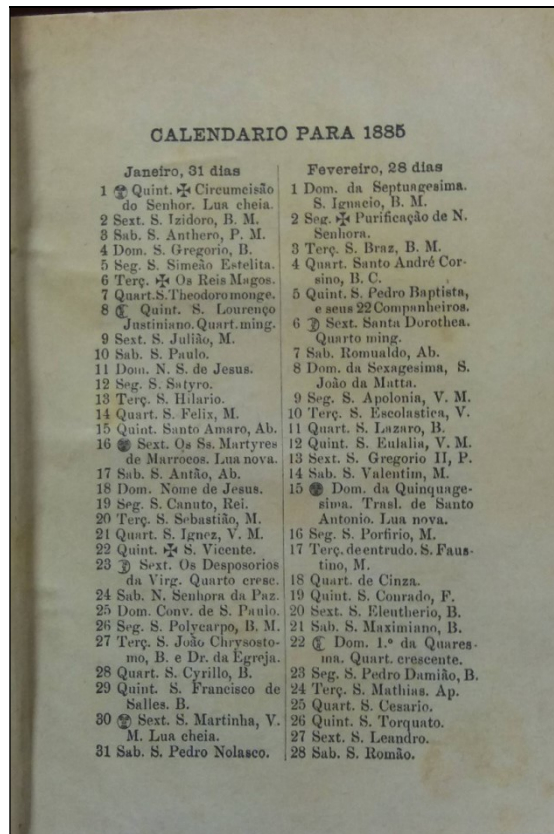 CALENDARIO PARA 1885
Janeiro, 31 dias
1 Quint. ✠ Circumcisão
do Senhor. Lua cheia.
2 Sext. S. Izidoro, B. M.
3 Sab. S. Anthero, P. M.
4 Dom. S. Gregorio, B.
5 Seg. S. Simeão Estelita.
6 Terç. ✠ Os Reis Magos.
7 Quart. S. Theodoro monge.
8 Quint. S. Lourenço
Justiniano. Quart. ming.
9 Sext. S. Julião, M.
10 Sab. S. Paulo.
11 Dom. N. S. de Jesus.
12 Seg. S. Satyro.
13 Terç. S. Hilario.
14 Quart. S. Felix, M.
15 Quint. Santo Amaro, Ab.
16 Sext. Os Ss. Martyres
de Marrocos. Lua nova.
17 Sab. S. Antão, Ab.
18 Dom. Nome de Jesus.
19 Seg. S. Canuto, Rei.
20 Terç. S. Sebastião, M.
21 Quart. S. Ignez, V. M.
22 Quint. ✠ S. Vicente.
23 Sext. Os Desposorios
da Virg. Quarto cresc.
24 Sab. N. Senhora da Paz.
25 Dom. Conv. de S. Paulo.
26 Seg. S. Polycarpo, B. M.
27 Terç. S. João Chrysosto-
mo, B. e Dr. da Egreja.
28 Quart. S. Cyrillo, B.
29 Quint. S. Francisco de
Salles. B.
30 Sext. S. Martinha, V.
M. Lua cheia.
31 Sab. S. Pedro Nolasco.
Fevereiro, 28 dias
1 Dom. da Septuagesima.
S. Ignacio, B. M.
2 Seg. ✠ Purificação de N.
Senhora.
3 Terç. S. Braz, B. M.
4 Quart. Santo André Cor-
sino, B. C.
5 Quint. S. Pedro Baptista,
e seus 22 Companheiros.
6 Sext. Santa Dorothea.
Quarto ming.
7 Sab. Romualdo, Ab.
8 Dom. da Sexagesima, S.
João da Matta.
9 Seg. S. Apolonia, V. M.
10 Terç. S. Escolastica, V.
11 Quart. S. Lazaro, B.
12 Quint. S. Eulalia, V. M.
13 Sext. S. Gregorio II, P.
14 Sab. S. Valentim, M.
15 Dom. da Quinquage-
sima. Trasl. de Santo
Antonio. Lua nova.
16 Seg. S. Porfirio, M.
17 Terç. de entrudo. S. Faus-
tino, M.
18 Quart. de Cinza.
19 Quint. S. Conrado, F.
20 Sext. S. Eleutherio, B.
21 Sab. S. Maximiano, B.
22 Dom. 1.º da Quares-
ma. Quart. crescente.
23 Seg. S. Pedro Damião, B.
24 Terç. S. Mathias. Ap.
25 Quart. S. Cesario.
26 Quint. S. Torquato.
27 Sext. S. Leandro.
28 Sab. S. Romão.